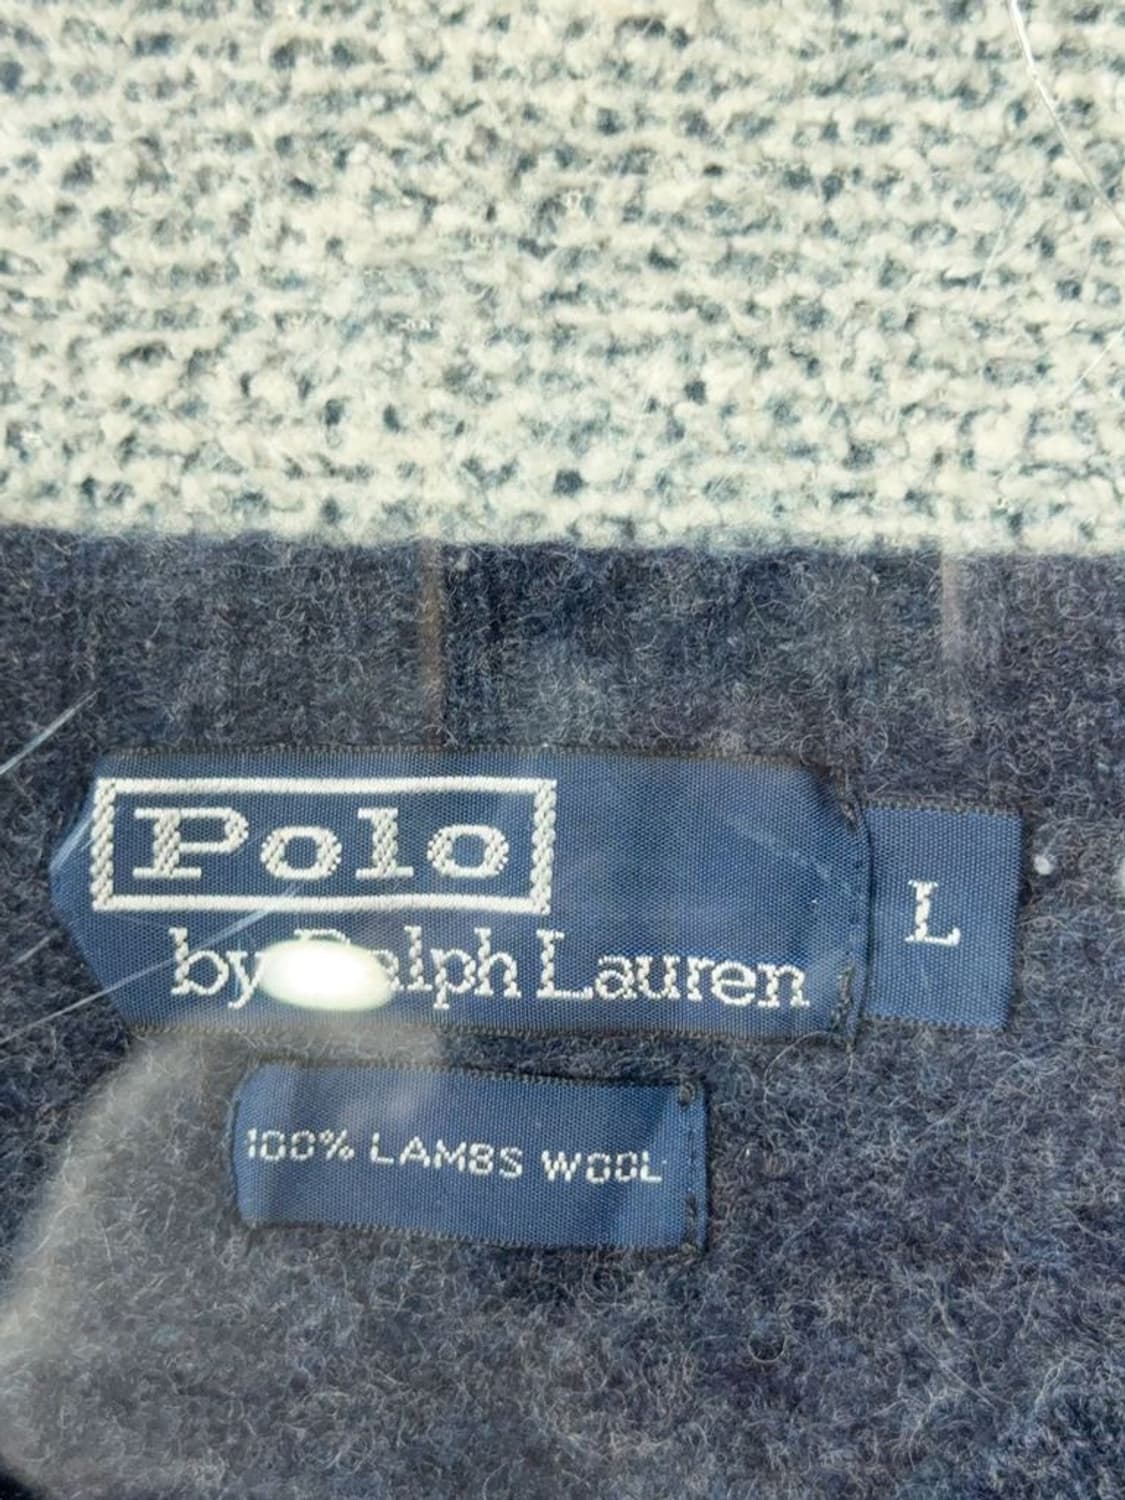 Polo
by Ralph Lauren
L
100% LAMBS WOOL